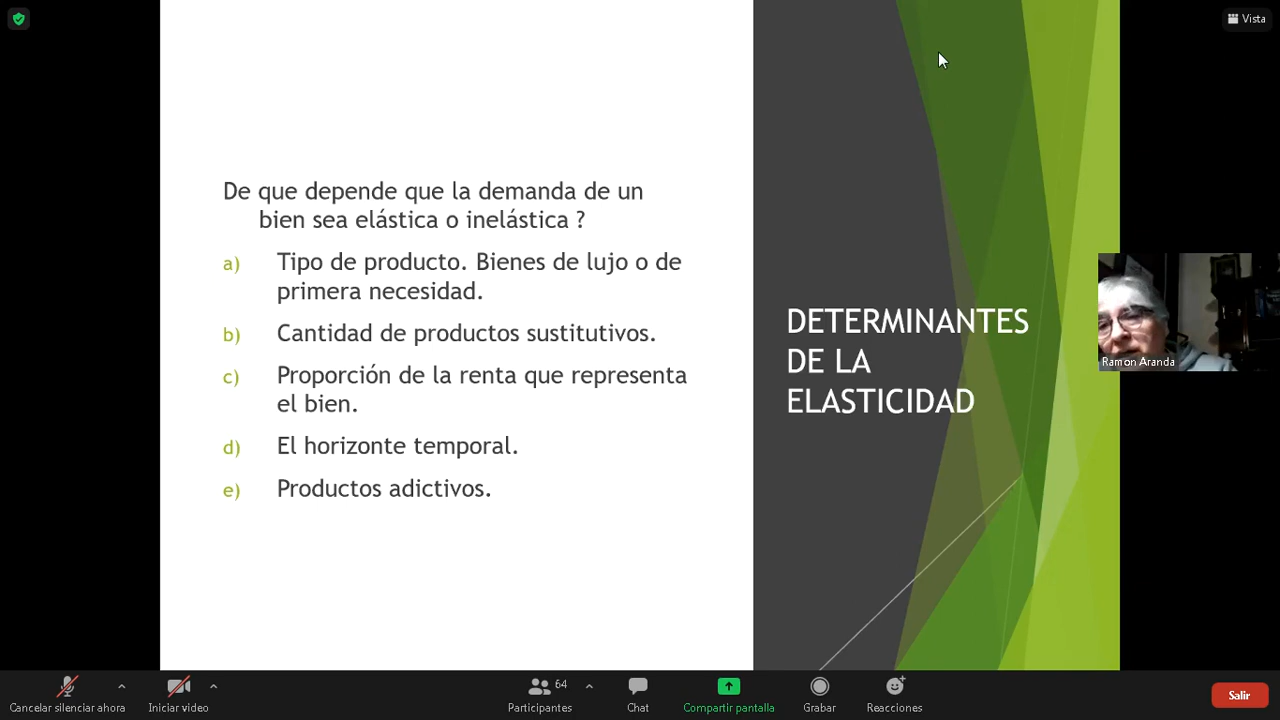 Vista
De que depende que la demanda de un
bien sea elástica o inelástica ?
a) Tipo de producto. Bienes de lujo o de
primera necesidad.
b) Cantidad de productos sustitutivos.
c) Proporción de la renta que representa
el bien.
d) El horizonte temporal.
e) Productos adictivos.
DETERMINANTES
DE LA
ELASTICIDAD
Ramon Aranda
Cancelar silenciar ahora
Iniciar video
64
Participantes
Chat
Compartir pantalla
Grabar
Reacciones
Salir